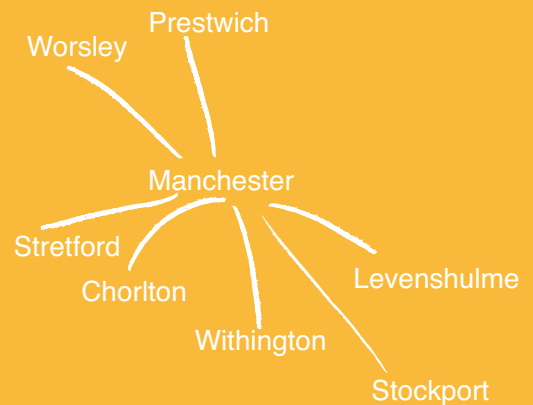 Prestwich
Worsley
Manchester
Stretford
Chorlton
Levenshulme
Withington
Stockport